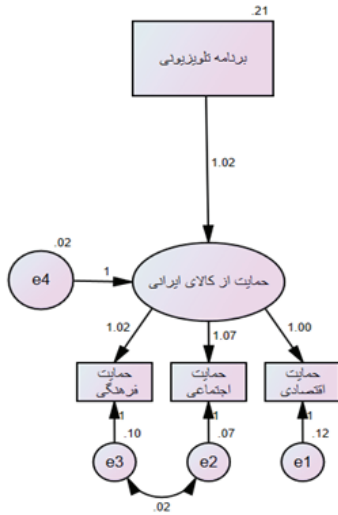 .21
برنامه تلویزیونی
1.02
.02
e4
1
حمایت از کالای ایرانی
1.02
1.07
1.00
حمایت
فرهنگی
حمایت
اجتماعی
حمایت
اقتصادی
1
1
1
.10
.07
.12
e3
e2
e1
.02